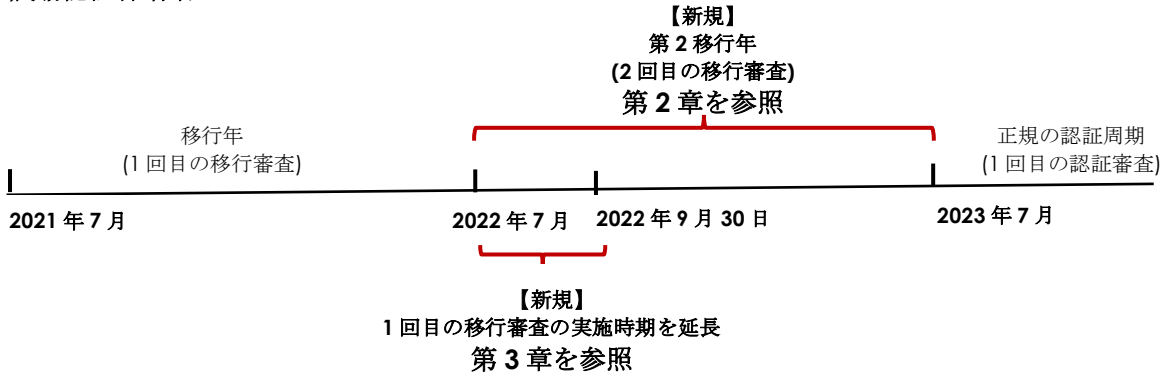 【新規】
第 2 移行年
(2 回目の移行審査)
第 2 章を参照
移行年
(1 回目の移行審査)
正規の認証周期
(1 回目の認証審査)
2021 年 7 月
2022 年 7 月
2022 年 9 月 30 日
2023 年 7 月
【新規】
1 回目の移行審査の実施時期を延長
第 3 章を参照